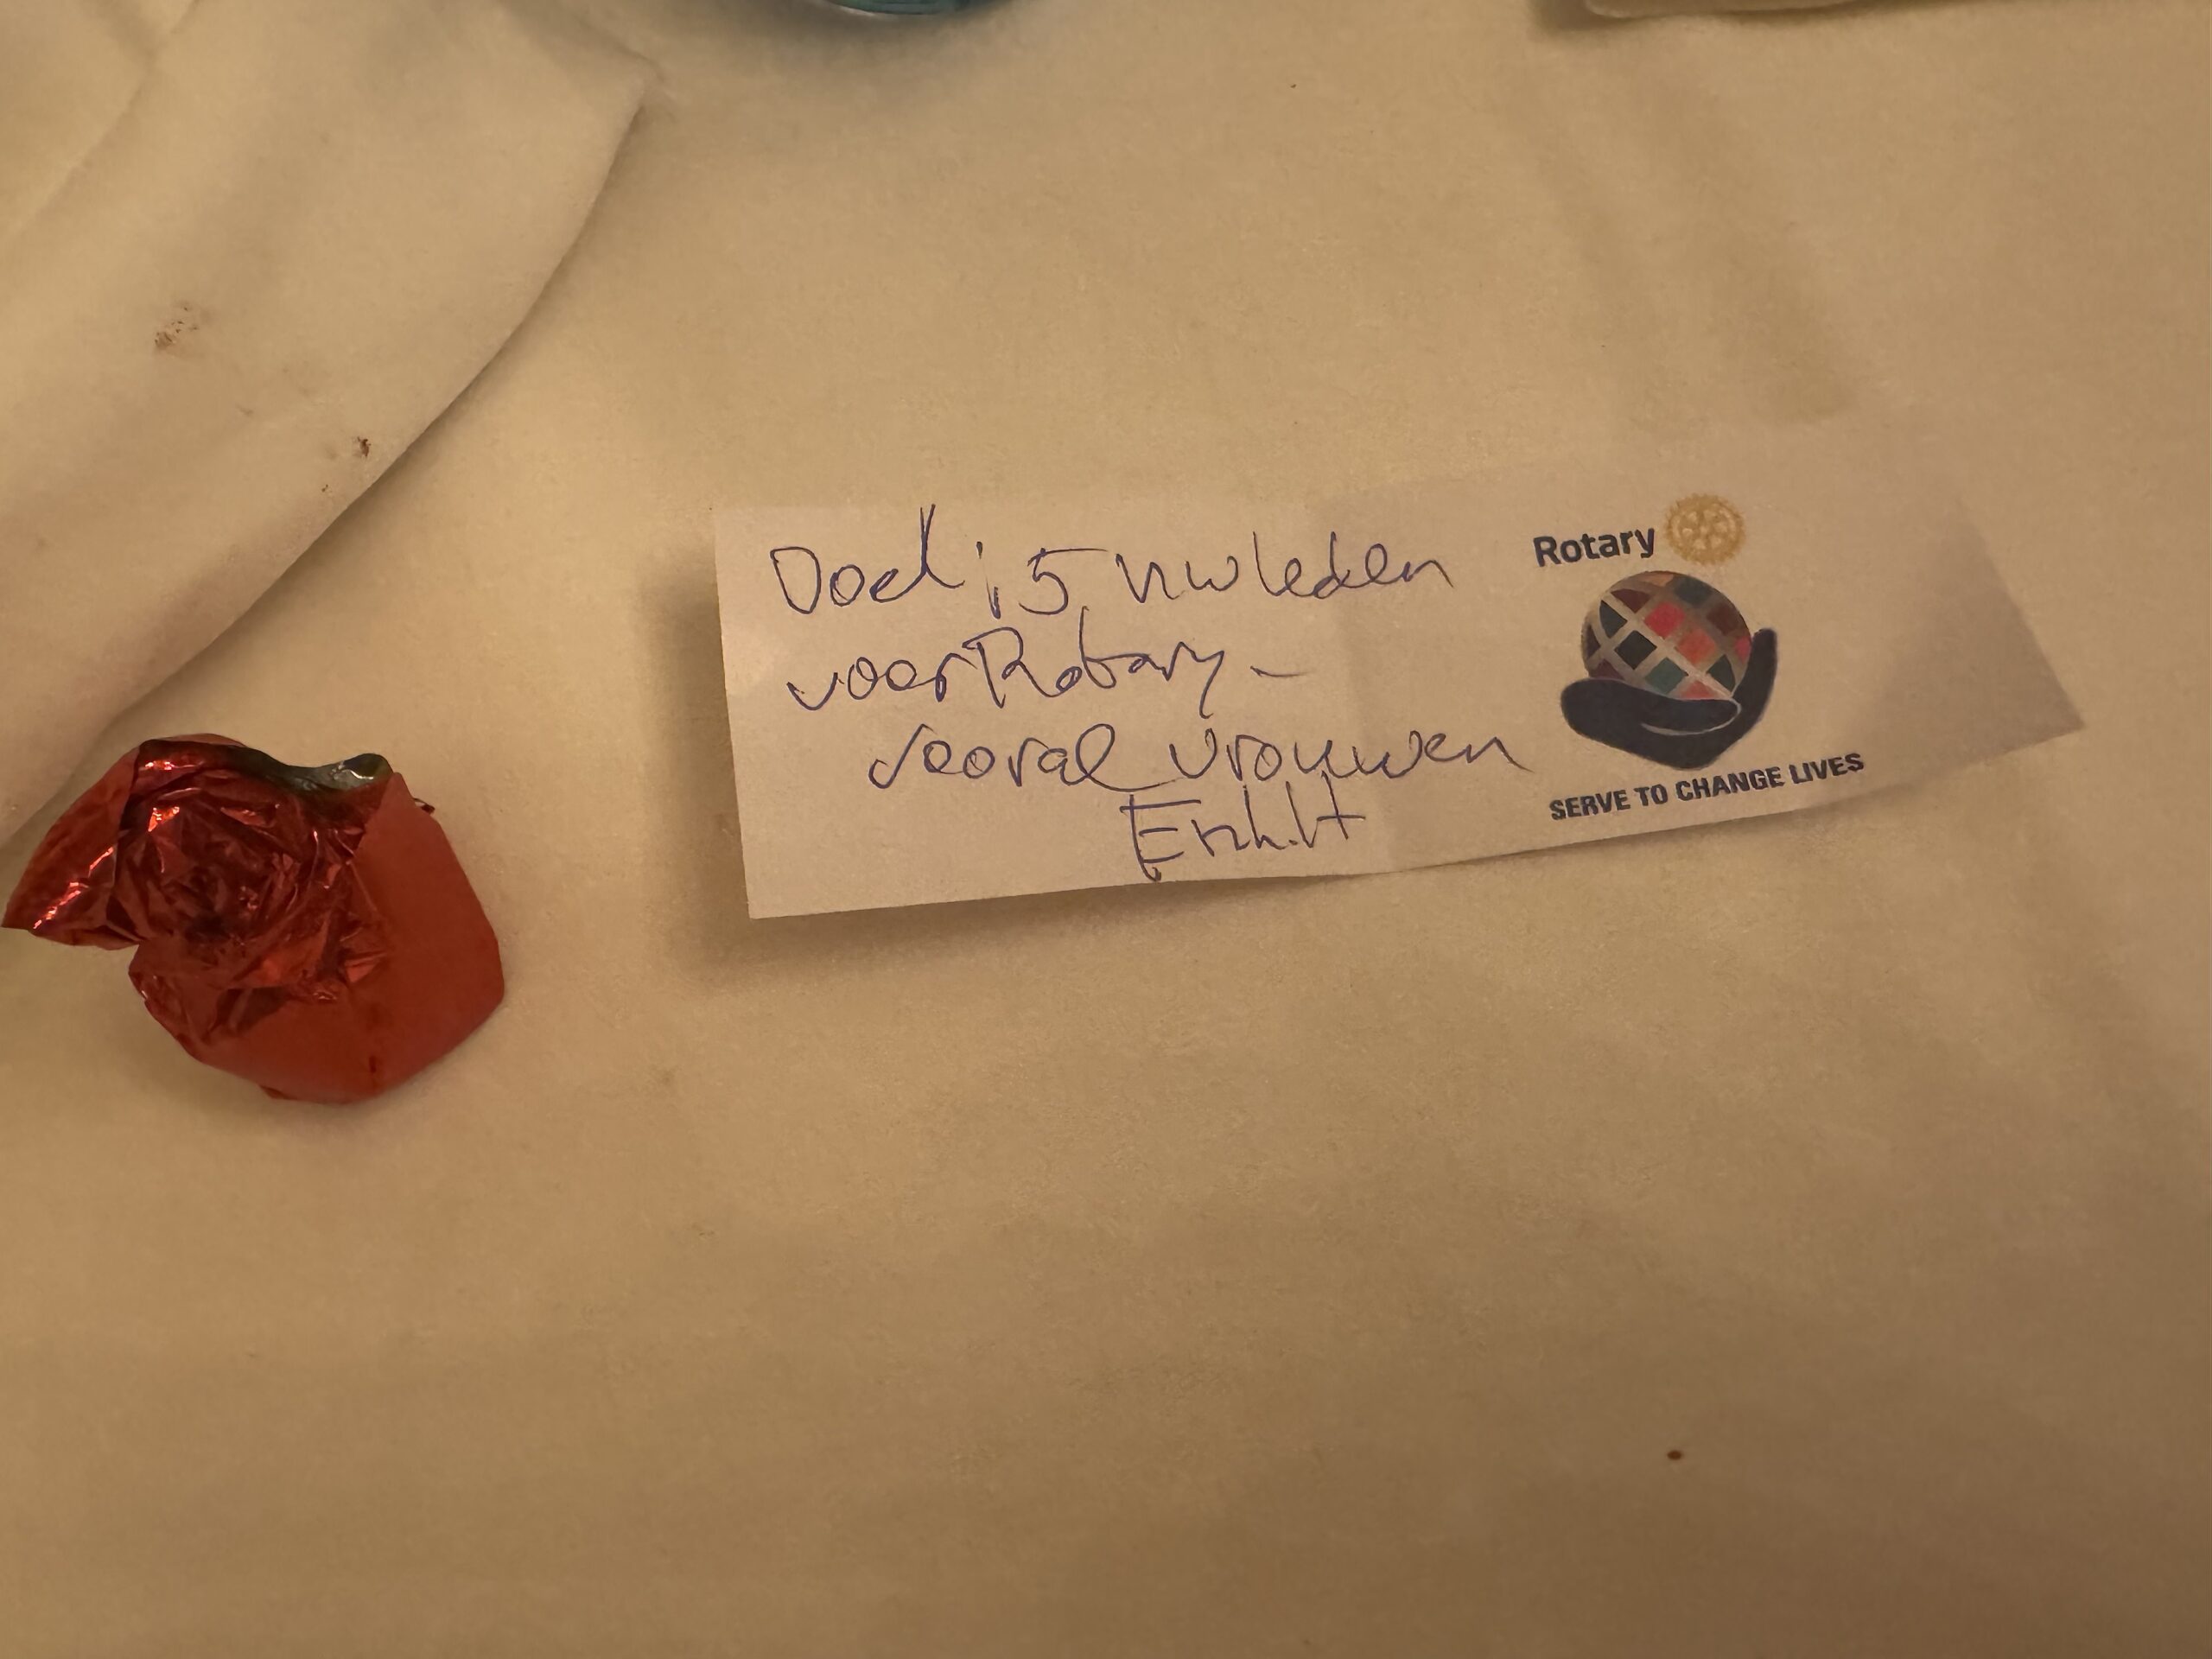 Doel: 5 nw leden
voor Rotary -
vooral vrouwen
Rotary
SERVE TO CHANGE LIVES